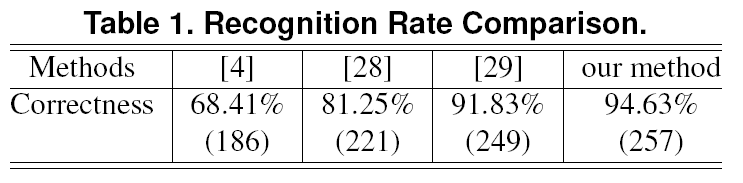 Table 1. Recognition Rate Comparison.
Methods [4] [28] [29] our method
Correctness 68.41% 81.25% 91.83% 94.63%
(186) (221) (249) (257)